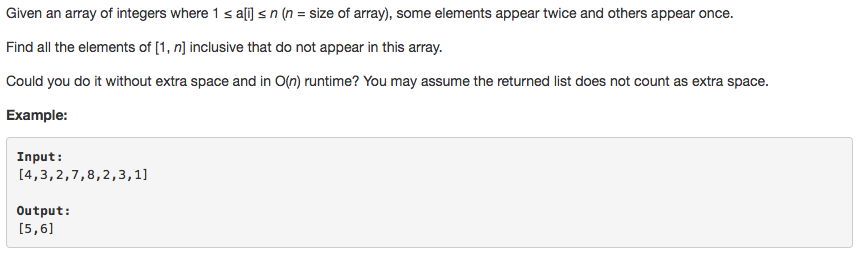 Given an array of integers where 1 ≤ a[i] ≤ n (n = size of array), some elements appear twice and others appear once.
Find all the elements of [1, n] inclusive that do not appear in this array.
Could you do it without extra space and in O(n) runtime? You may assume the returned list does not count as extra space.
Example:
Input:
[4,3,2,7,8,2,3,1]
Output:
[5,6]